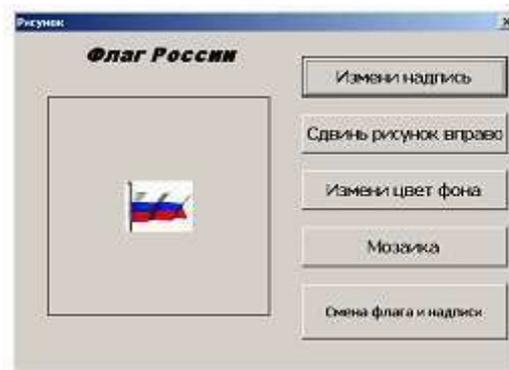 Рисунок
Флаг России
Измени надпись
Сдвинь рисунок вправо
Измени цвет фона
Мозаика
Смена флага и надписи